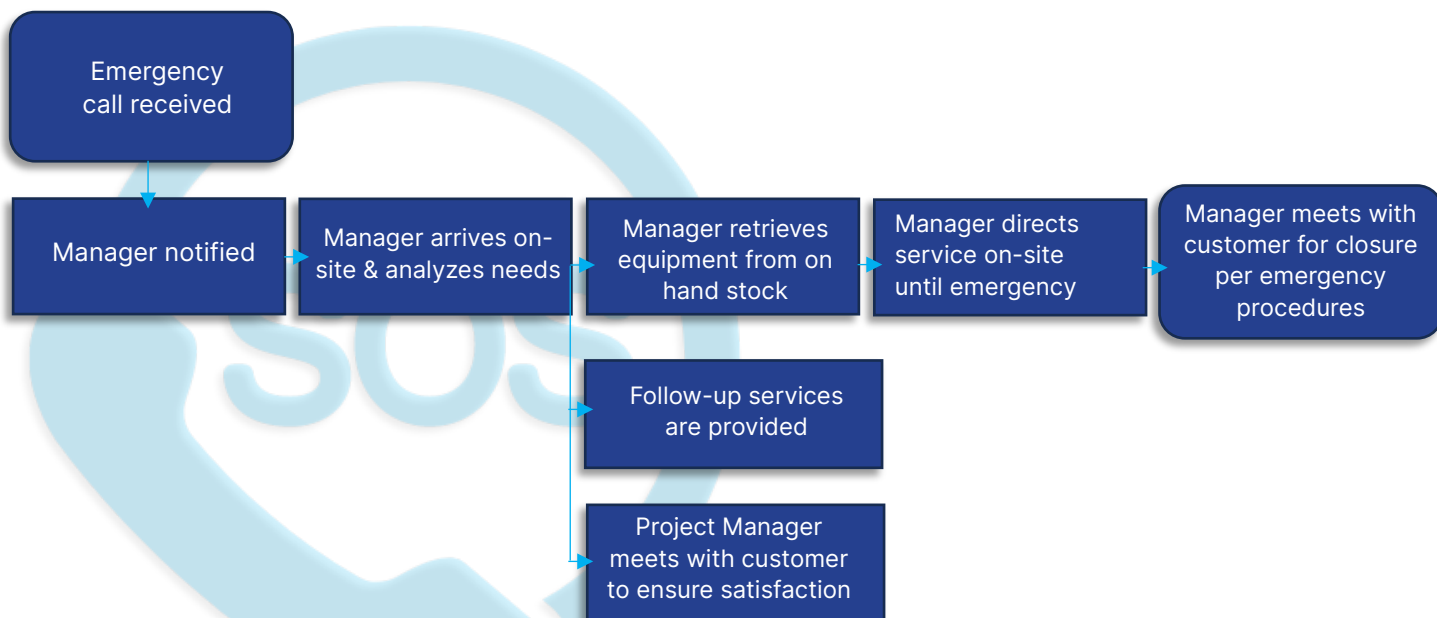 Emergency
call received
Manager notified
Manager arrives on-
site & analyzes needs
Manager retrieves
equipment from on
hand stock
Manager directs
service on-site
until emergency
Manager meets with
customer for closure
per emergency
procedures
SOS
Follow-up services
are provided
Project Manager
meets with customer
to ensure satisfaction